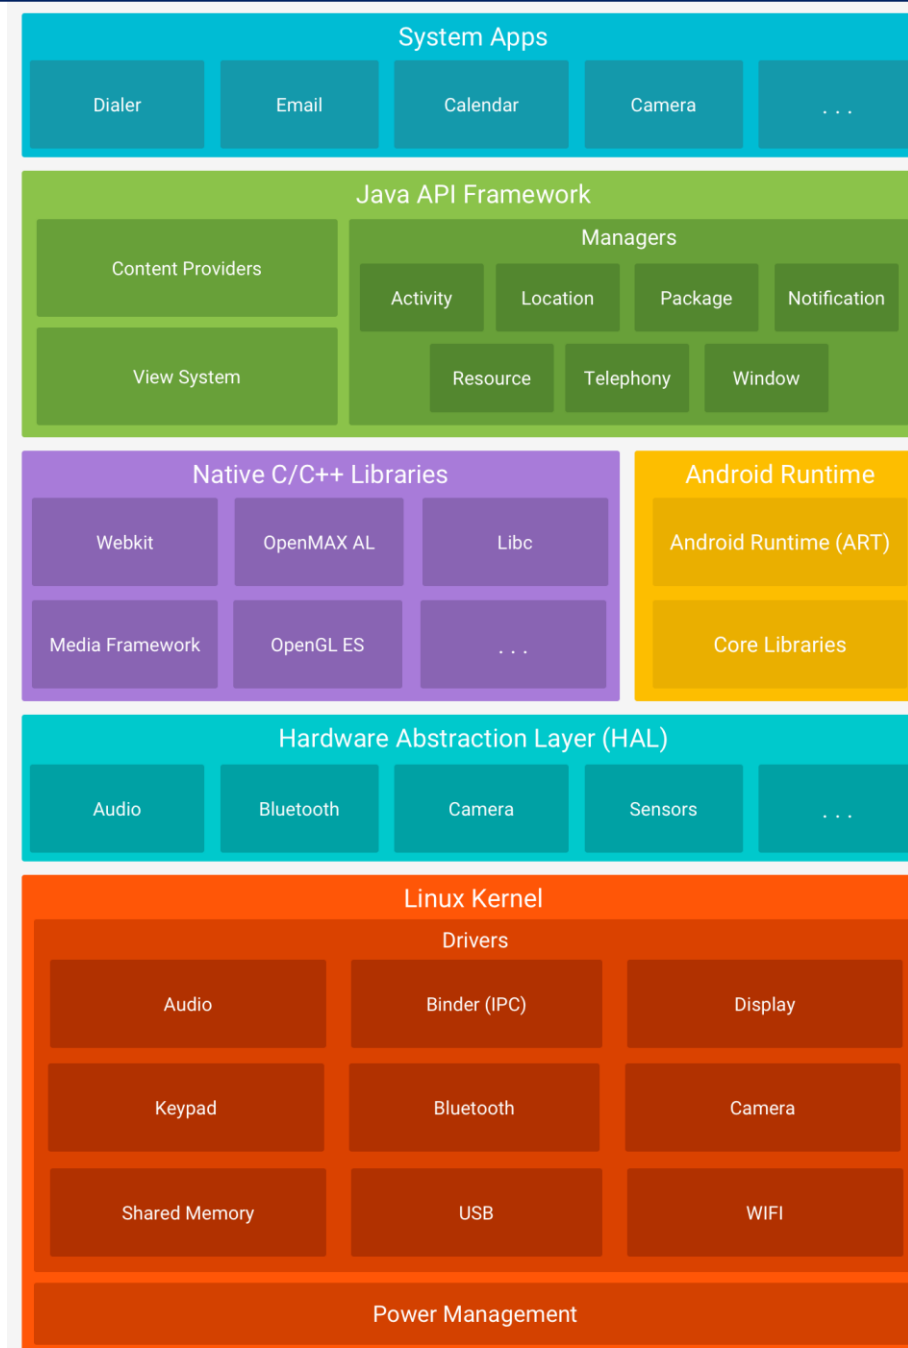 System Apps
Dialer Email Calendar Camera . . .
Java API Framework
Content Providers
View System
Managers
Activity Location Package Notification
Resource Telephony Window
Native C/C++ Libraries
Webkit OpenMAX AL Libc
Media Framework OpenGL ES . . .
Android Runtime
Android Runtime (ART)
Core Libraries
Hardware Abstraction Layer (HAL)
Audio Bluetooth Camera Sensors . . .
Linux Kernel
Drivers
Audio Binder (IPC) Display
Keypad Bluetooth Camera
Shared Memory USB WIFI
Power Management